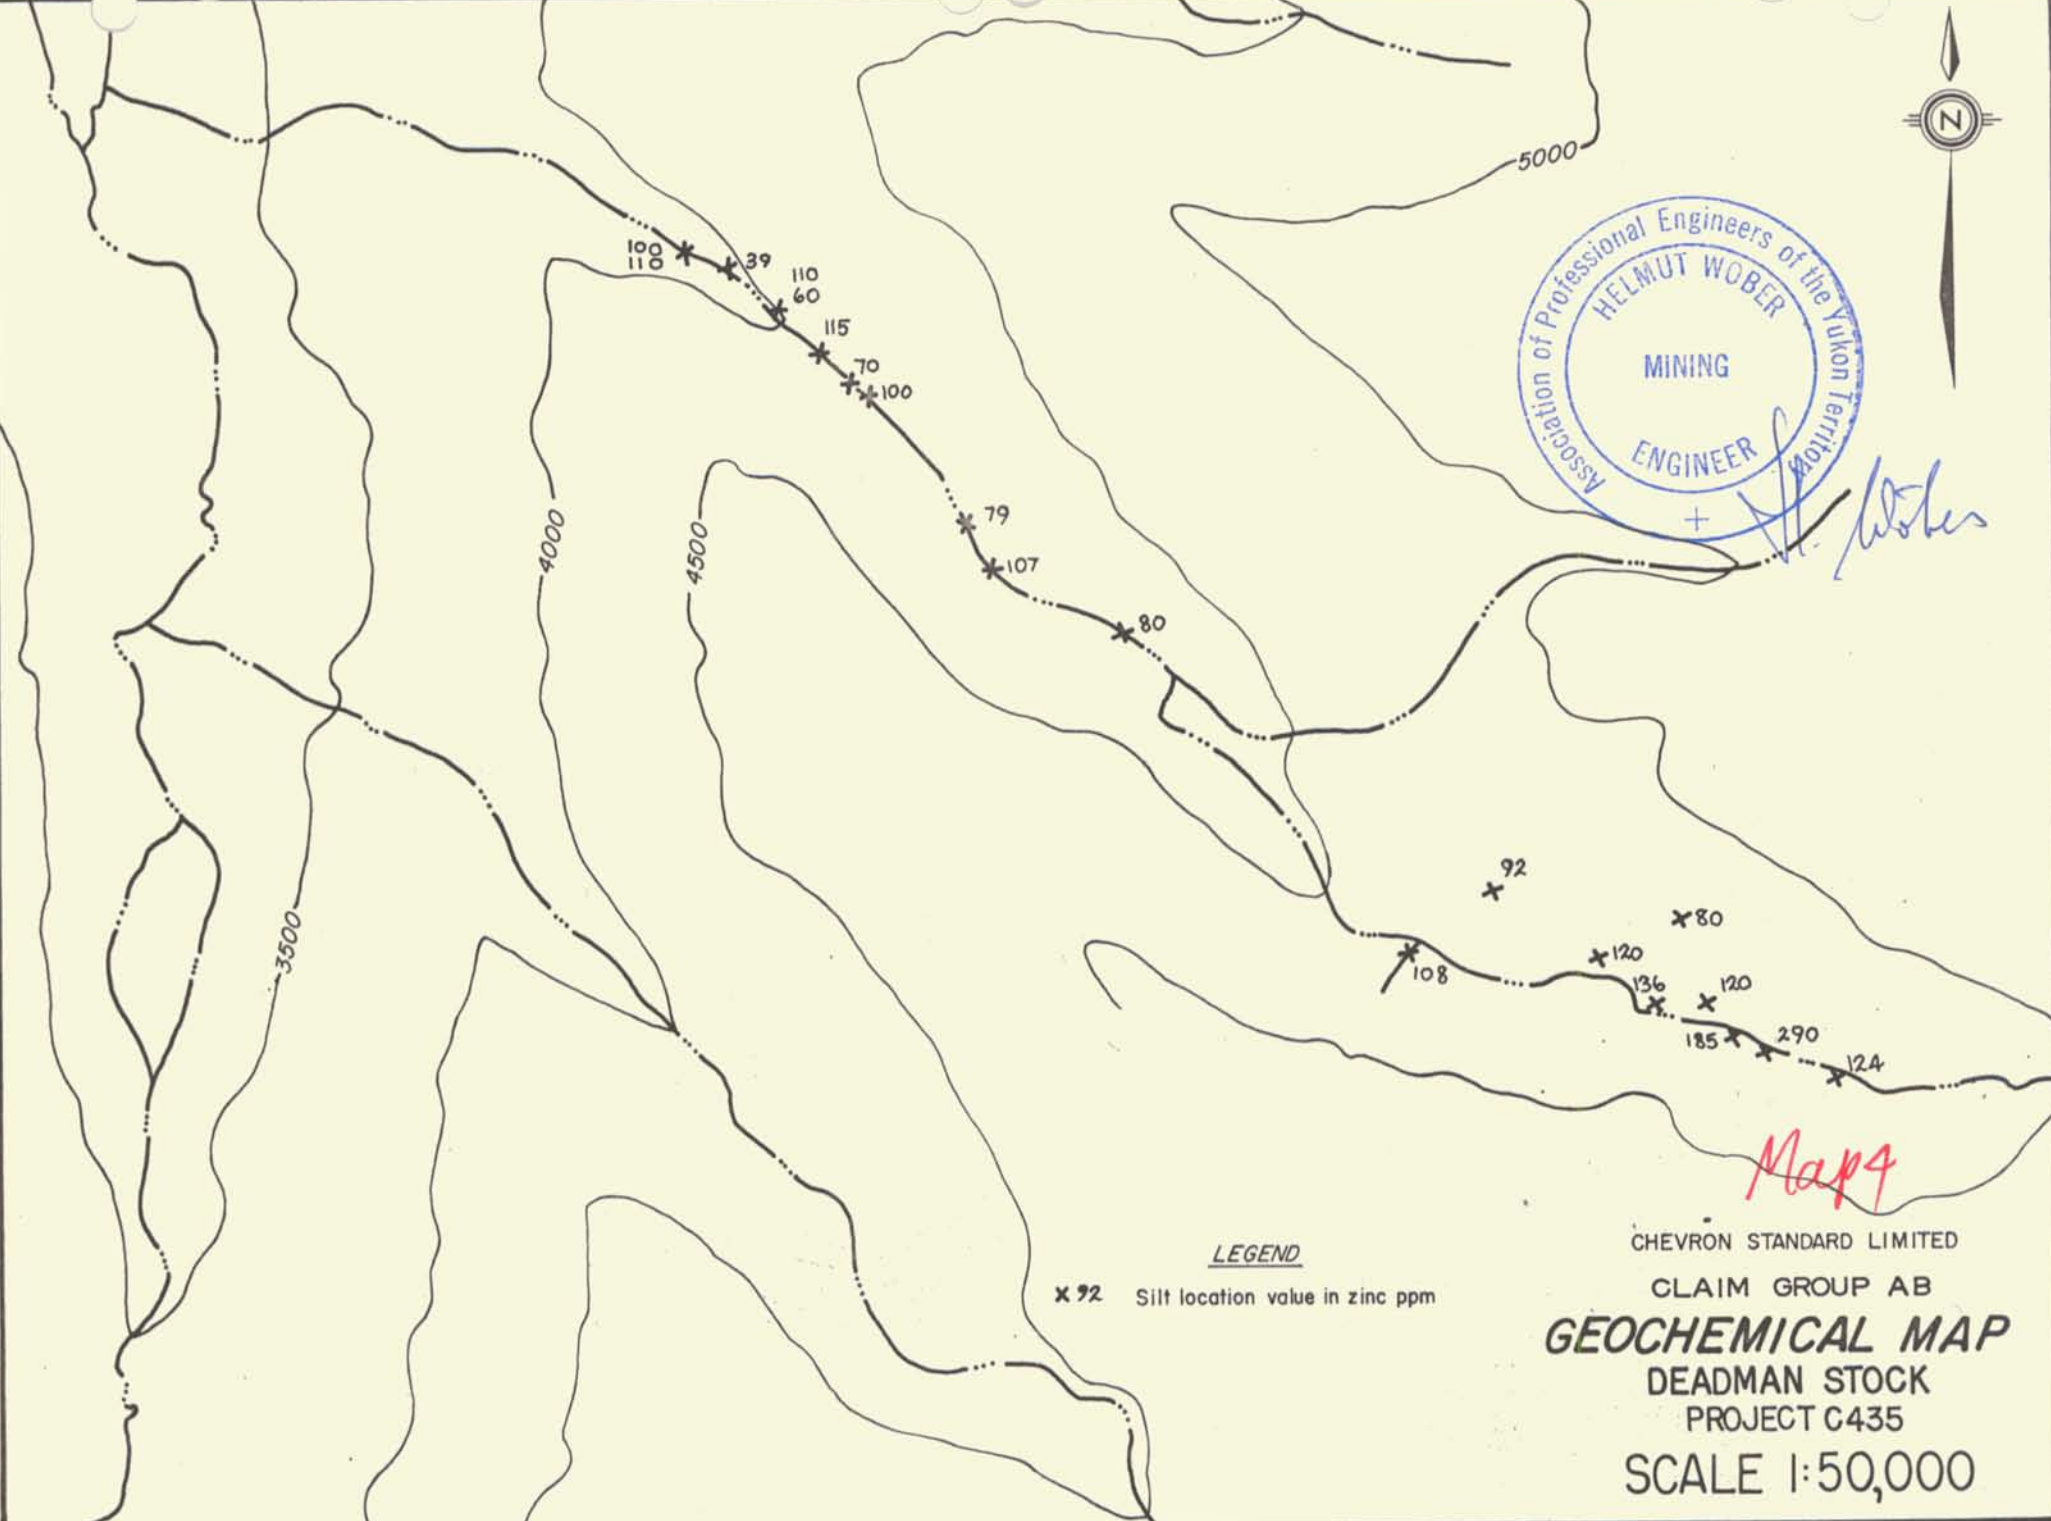 5000
N
Association of Professional Engineers of the Yukon Territory
HELMUT WOBER
MINING
ENGINEER
H. Wöber
100
110
39
110
60
115
70
100
79
107
80
4000
4500
3500
92
80
120
108
136
120
185
290
124
Map 4
LEGEND
x 92 Silt location value in zinc ppm
CHEVRON STANDARD LIMITED
CLAIM GROUP AB
GEOCHEMICAL MAP
DEADMAN STOCK
PROJECT C435
SCALE 1:50,000